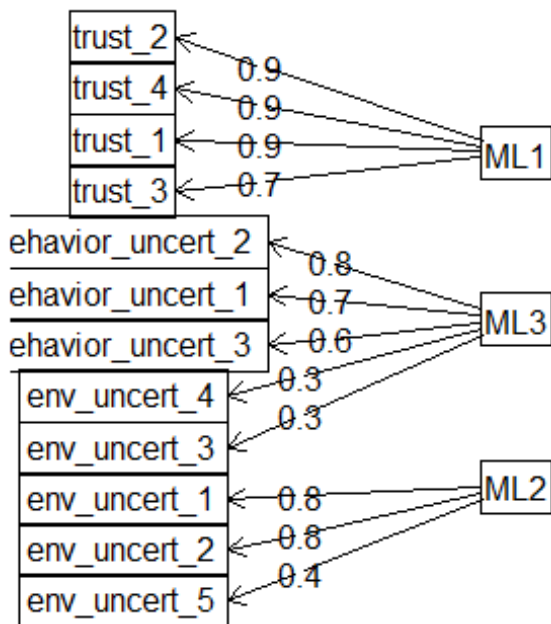 trust_2
0.9
trust_4
0.9
trust_1
0.9
ML1
trust_3
0.7
ehavior_uncert_2
0.8
ehavior_uncert_1
0.7
ML3
ehavior_uncert_3
0.6
env_uncert_4
0.3
env_uncert_3
0.3
env_uncert_1
0.8
ML2
env_uncert_2
0.8
env_uncert_5
0.4